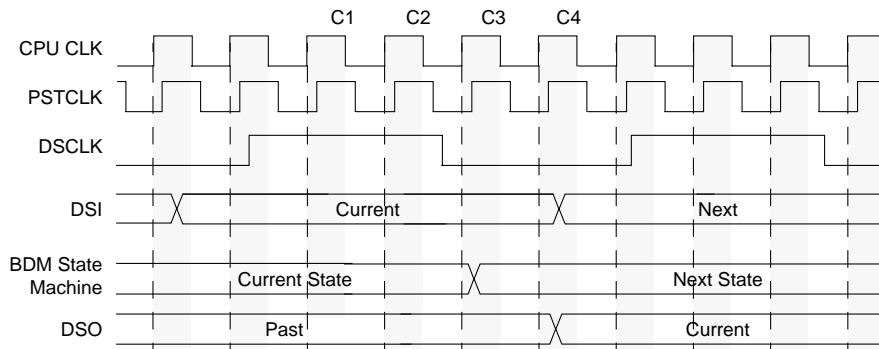 C1 C2 C3 C4
CPU CLK
PSTCLK
DSCLK
DSI Current Next
BDM State
Machine Current State Next State
DSO Past Current